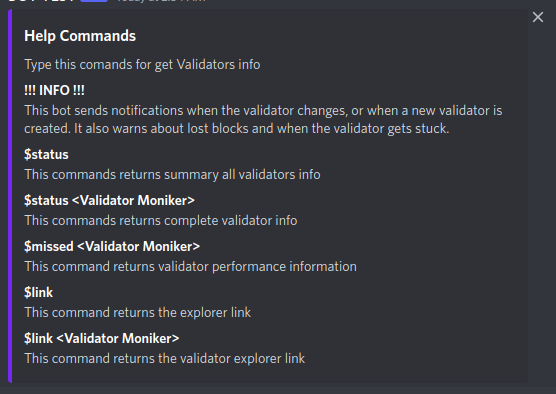 Help Commands
Type this comands for get Validators info
!!! INFO !!!
This bot sends notifications when the validator changes, or when a new validator is
created. It also warns about lost blocks and when the validator gets stuck.
$status
This commands returns summary all validators info
$status <Validator Moniker>
This commands returns complete validator info
$missed <Validator Moniker>
This command returns validator performance information
$link
This command returns the explorer link
$link <Validator Moniker>
This command returns the validator explorer link